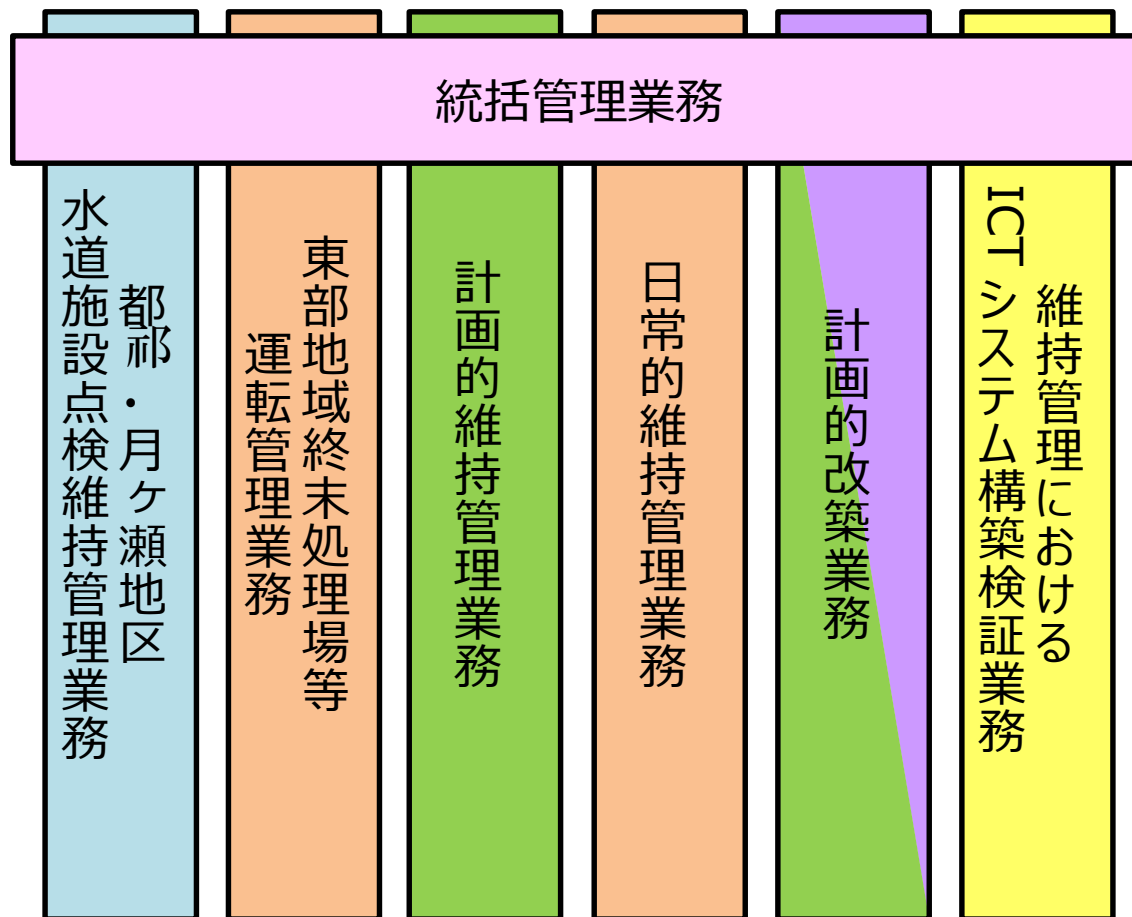 統括管理業務
都祁・月ケ瀬地区
水道施設点検維持管理業務
東部地域終末処理場等
運転管理業務
計画的維持管理業務
日常的維持管理業務
計画的改築業務
維持管理における
ICTシステム構築検証業務